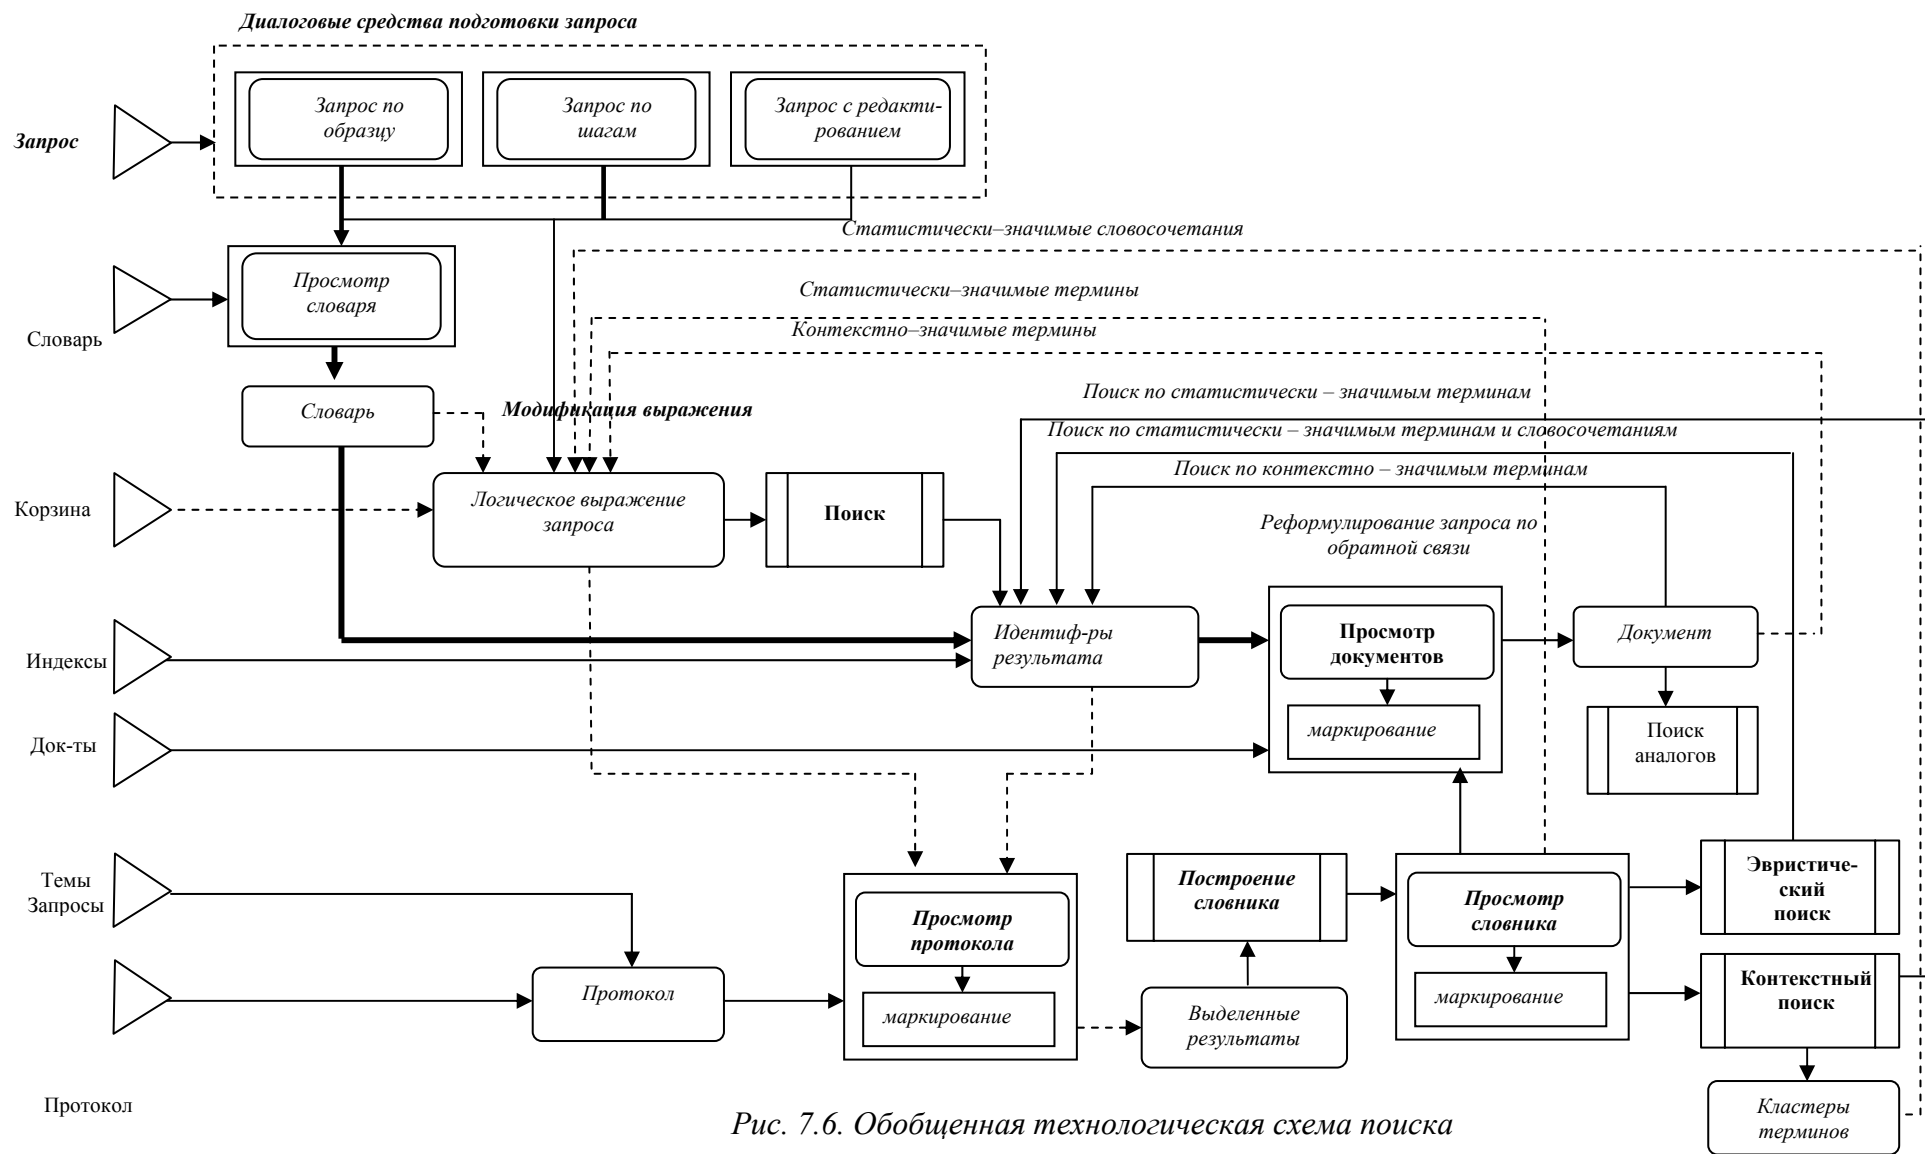 Диалоговые средства подготовки запроса
Запрос по
образцу
Запрос по
шагам
Запрос с редакти-
рованием
Запрос
Статистически–значимые словосочетания
Просмотр
словаря
Статистически–значимые термины
Контекстно–значимые термины
Словарь
Поиск по статистически – значимым терминам
Словарь
Модификация выражения
Поиск по статистически – значимым терминам и словосочетаниям
Поиск по контекстно – значимым терминам
Корзина
Логическое выражение
запроса
Поиск
Реформулирование запроса по
обратной связи
Индексы
Идентиф-ры
результата
Просмотр
документов
Документ
маркирование
Поиск
аналогов
Док-ты
Темы
Запросы
Построение
словника
Просмотр
словника
Эвристиче-
ский
поиск
Просмотр
протокола
Протокол
маркирование
Выделенные
результаты
маркирование
Контекстный
поиск
Протокол
Кластеры
терминов
Рис. 7.6. Обобщенная технологическая схема поиска